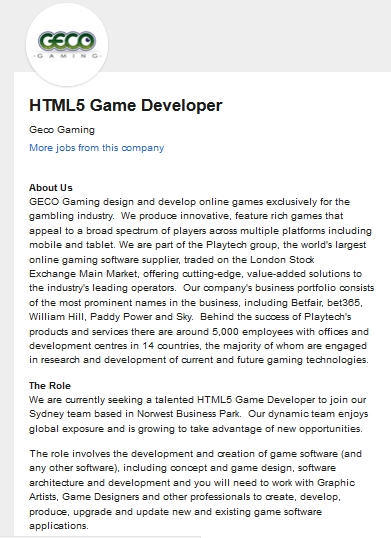 GECO
GAMING
HTML5 Game Developer
Geco Gaming
More jobs from this company
About Us
GECO Gaming design and develop online games exclusively for the
gambling industry. We produce innovative, feature rich games that
appeal to a broad spectrum of players across multiple platforms including
mobile and tablet. We are part of the Playtech group, the world's largest
online gaming software supplier, traded on the London Stock
Exchange Main Market, offering cutting-edge, value-added solutions to
the industry's leading operators. Our company's business portfolio consists
of the most prominent names in the business, including Betfair, bet365,
William Hill, Paddy Power and Sky. Behind the success of Playtech's
products and services there are around 5,000 employees with offices and
development centres in 14 countries, the majority of whom are engaged
in research and development of current and future gaming technologies.
The Role
We are currently seeking a talented HTML5 Game Developer to join our
Sydney team based in Norwest Business Park. Our dynamic team enjoys
global exposure and is growing to take advantage of new opportunities.
The role involves the development and creation of game software (and
any other software), including concept and game design, software
architecture and development and you will need to work with Graphic
Artists, Game Designers and other professionals to create, develop,
produce, upgrade and update new and existing game software
applications.